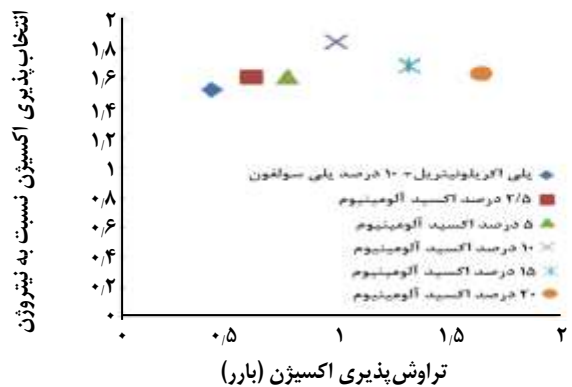 انتخاب‌پذیری اکسیژن نسبت به نیتروژن
۲
۱٫۸
۱٫۶
۱٫۴
۱٫۲
۱
۰٫۸
۰٫۶
۰٫۴
۰٫۲
۰
پلی اکریلونیتریل+ ۱۰ درصد پلی سولفون
۲/۵ درصد اکسید آلومینیوم
۵ درصد اکسید آلومینیوم
۱۰ درصد اکسید آلومینیوم
۱۵ درصد اکسید آلومینیوم
۲۰ درصد اکسید آلومینیوم
۰ ۰٫۵ ۱ ۱٫۵ ۲
تراوش‌پذیری اکسیژن (بارر)